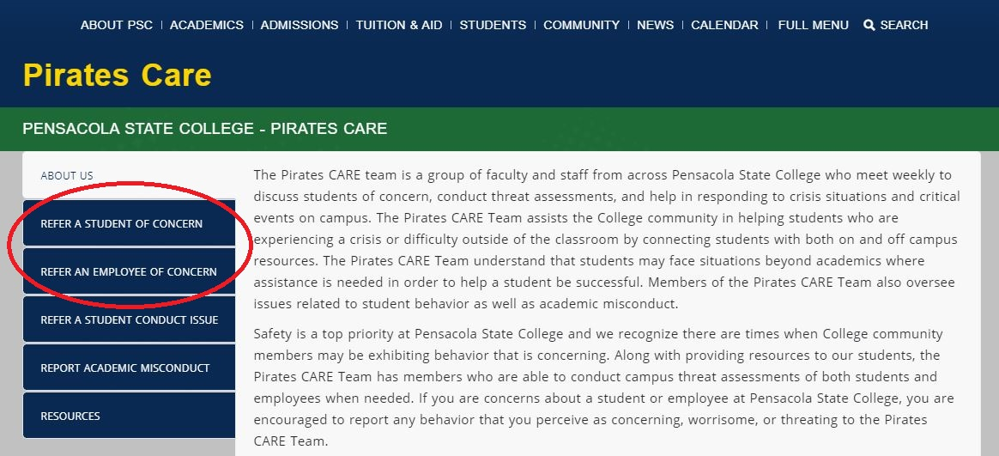 ABOUT PSC ACADEMICS ADMISSIONS TUITION & AID STUDENTS COMMUNITY NEWS CALENDAR FULL MENU SEARCH
Pirates Care
PENSACOLA STATE COLLEGE - PIRATES CARE
ABOUT US
REFER A STUDENT OF CONCERN
REFER AN EMPLOYEE OF CONCERN
REFER A STUDENT CONDUCT ISSUE
REPORT ACADEMIC MISCONDUCT
RESOURCES
The Pirates CARE team is a group of faculty and staff from across Pensacola State College who meet weekly to
discuss students of concern, conduct threat assessments, and help in responding to crisis situations and critical
events on campus. The Pirates CARE Team assists the College community in helping students who are
experiencing a crisis or difficulty outside of the classroom by connecting students with both on and off campus
resources. The Pirates CARE Team understand that students may face situations beyond academics where
assistance is needed in order to help a student be successful. Members of the Pirates CARE Team also oversee
issues related to student behavior as well as academic misconduct.
Safety is a top priority at Pensacola State College and we recognize there are times when College community
members may be exhibiting behavior that is concerning. Along with providing resources to our students, the
Pirates CARE Team has members who are able to conduct campus threat assessments of both students and
employees when needed. If you are concerns about a student or employee at Pensacola State College, you are
encouraged to report any behavior that you perceive as concerning, worrisome, or threating to the Pirates
CARE Team.